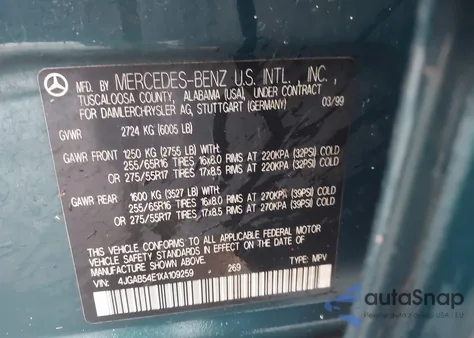 MFD. BY MERCEDES-BENZ U.S. INTL., INC.,
TUSCALOOSA COUNTY, ALABAMA (USA), UNDER CONTRACT
FOR DAIMLERCHRYSLER AG, STUTTGART (GERMANY) 03/99
GVWR 2724 KG (6005 LB)
GAWR FRONT 1250 KG (2755 LB) WITH:
255/65R16 TIRES 16x8.0 RIMS AT 220KPA (32PSI) COLD
OR 275/55R17 TIRES 17x8.5 RIMS AT 220KPA (32PSI) COLD
GAWR REAR 1600 KG (3527 LB) WITH:
255/65R16 TIRES 16x8.0 RIMS AT 270KPA (39PSI) COLD
OR 275/55R17 TIRES 17x8.5 RIMS AT 270KPA (39PSI) COLD
THIS VEHICLE CONFORMS TO ALL APPLICABLE
U.S. FEDERAL MOTOR VEHICLE SAFETY
STANDARDS IN EFFECT ON THE DATE OF
MANUFACTURE SHOWN ABOVE.
VIN: 4JGAB54E1XA109259 269 TYPE: MPV
autoSnap